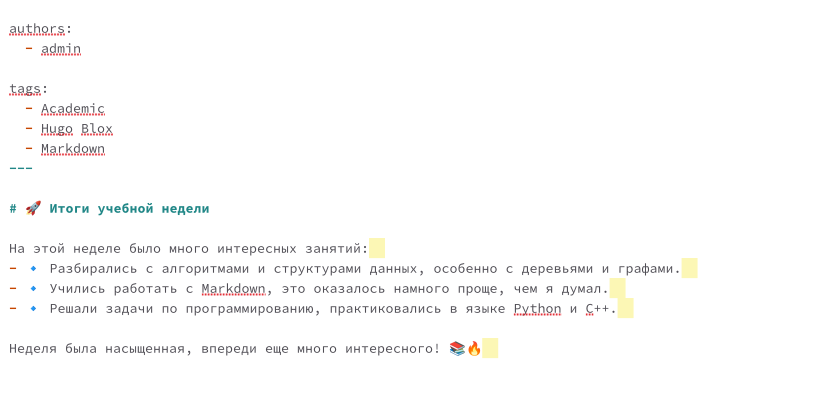 authors:
  - admin

tags:
  - Academic
  - Hugo Blox
  - Markdown
---

# 🚀 Итоги учебной недели

На этой неделе было много интересных занятий:
- 🔹 Разбирались с алгоритмами и структурами данных, особенно с деревьями и графами.
- 🔹 Учились работать с Markdown, это оказалось намного проще, чем я думал.
- 🔹 Решали задачи по программированию, практиковались в языке Python и C++.

Неделя была насыщенная, впереди еще много интересного! 📚🔥